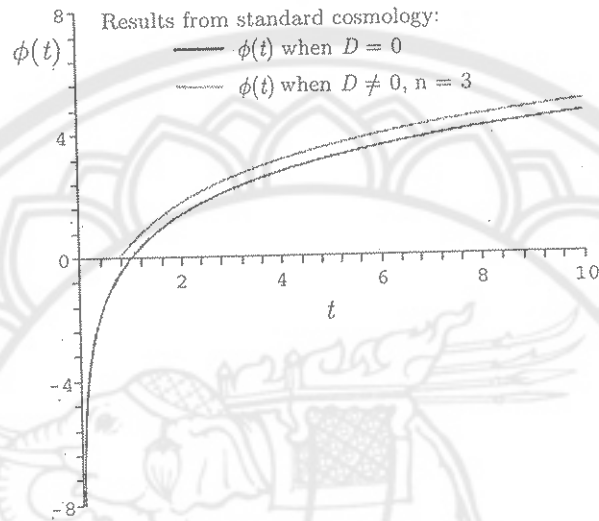 Results from standard cosmology:
ϕ(t) when D = 0
ϕ(t) when D ≠ 0, n = 3
8
ϕ(t)
4
0
2 4 6 8 10
t
-4
-8